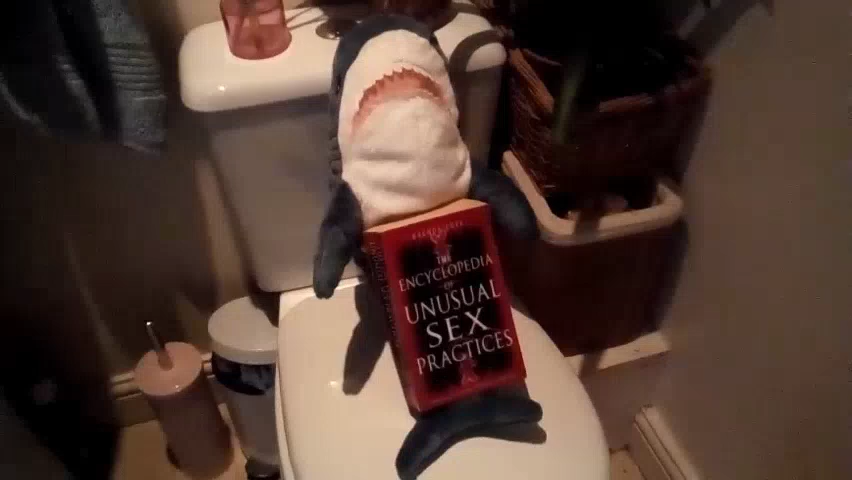 THE
ENCYCLOPEDIA
OF
UNUSUAL
SEX
PRACTICES